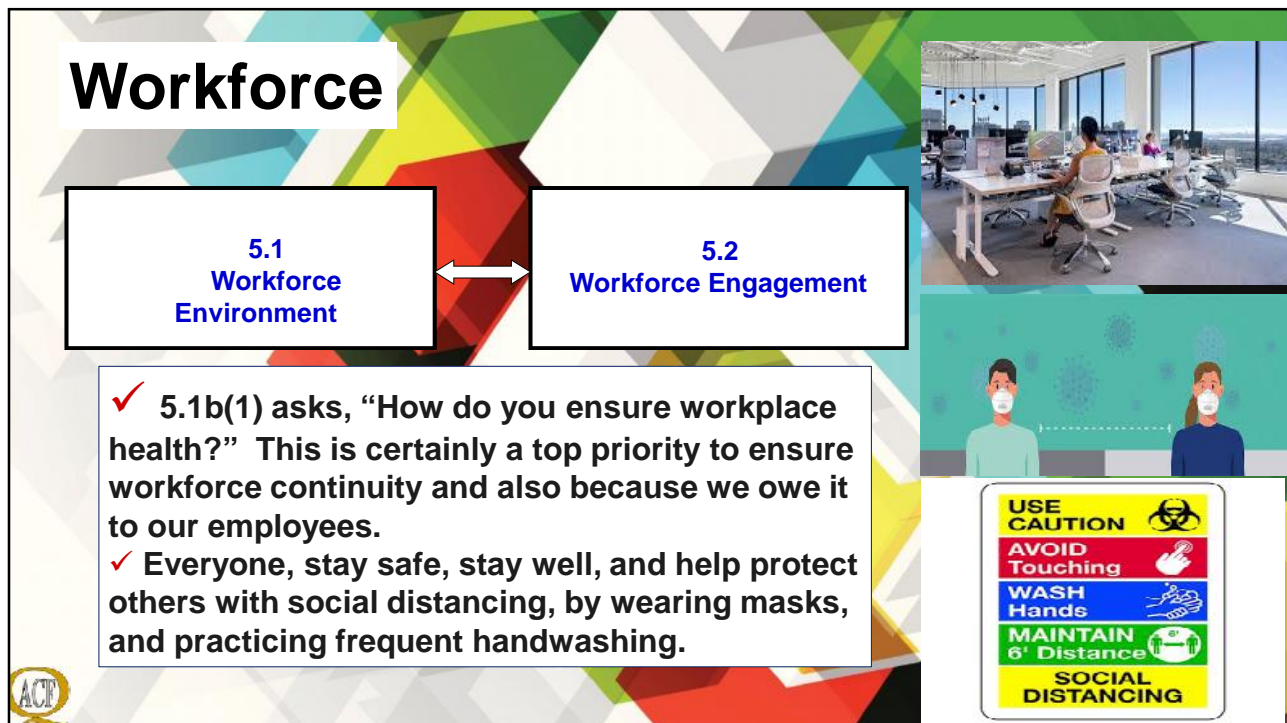 Workforce
5.1
Workforce
Environment
5.2
Workforce Engagement
✓ 5.1b(1) asks, “How do you ensure workplace
health?” This is certainly a top priority to ensure
workforce continuity and also because we owe it
to our employees.
✓ Everyone, stay safe, stay well, and help protect
others with social distancing, by wearing masks,
and practicing frequent handwashing.
USE
CAUTION
AVOID
Touching
WASH
Hands
MAINTAIN
6' Distance
6'
SOCIAL
DISTANCING
ACF